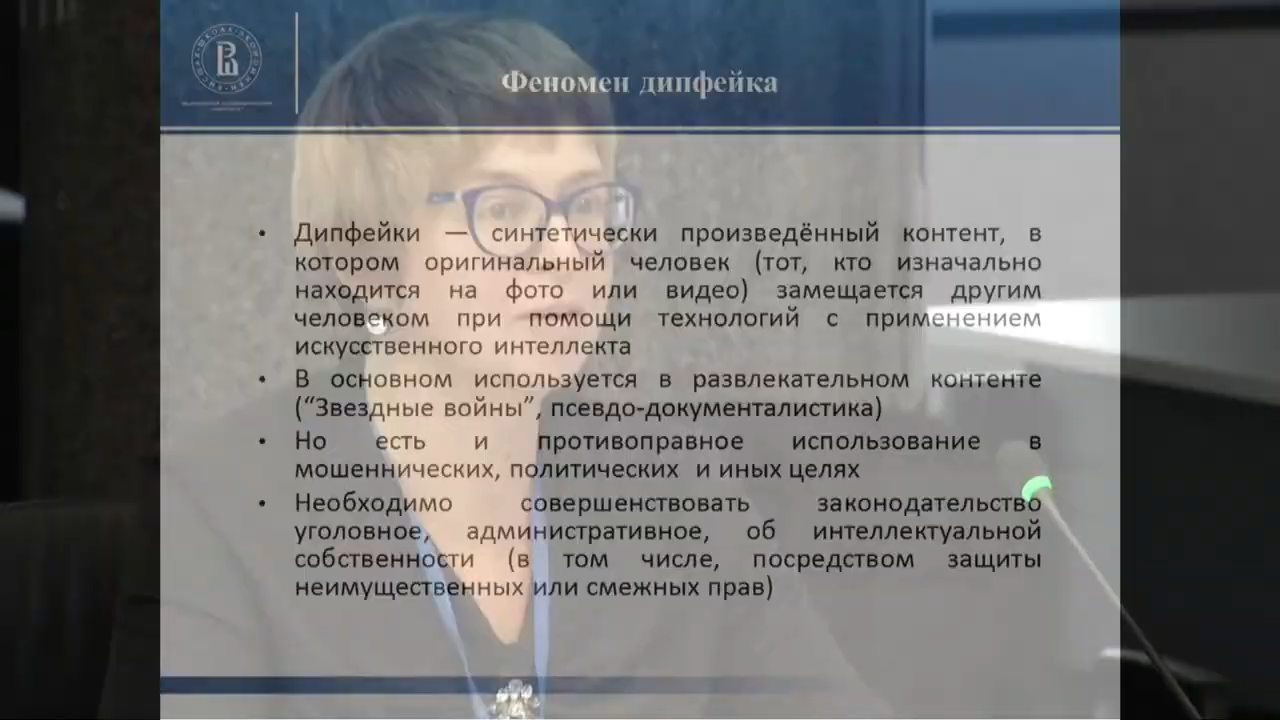 Феномен дипфейка
• Дипфейки — синтетически произведённый контент, в
котором оригинальный человек (тот, кто изначально
находится на фото или видео) замещается другим
человеком при помощи технологий с применением
искусственного интеллекта
• В основном используется в развлекательном контенте
(“Звездные войны”, псевдо-документалистика)
• Но есть и противоправное использование в
мошеннических, политических и иных целях
• Необходимо совершенствовать законодательство
уголовное, административное, об интеллектуальной
собственности (в том числе, посредством защиты
неимущественных или смежных прав)